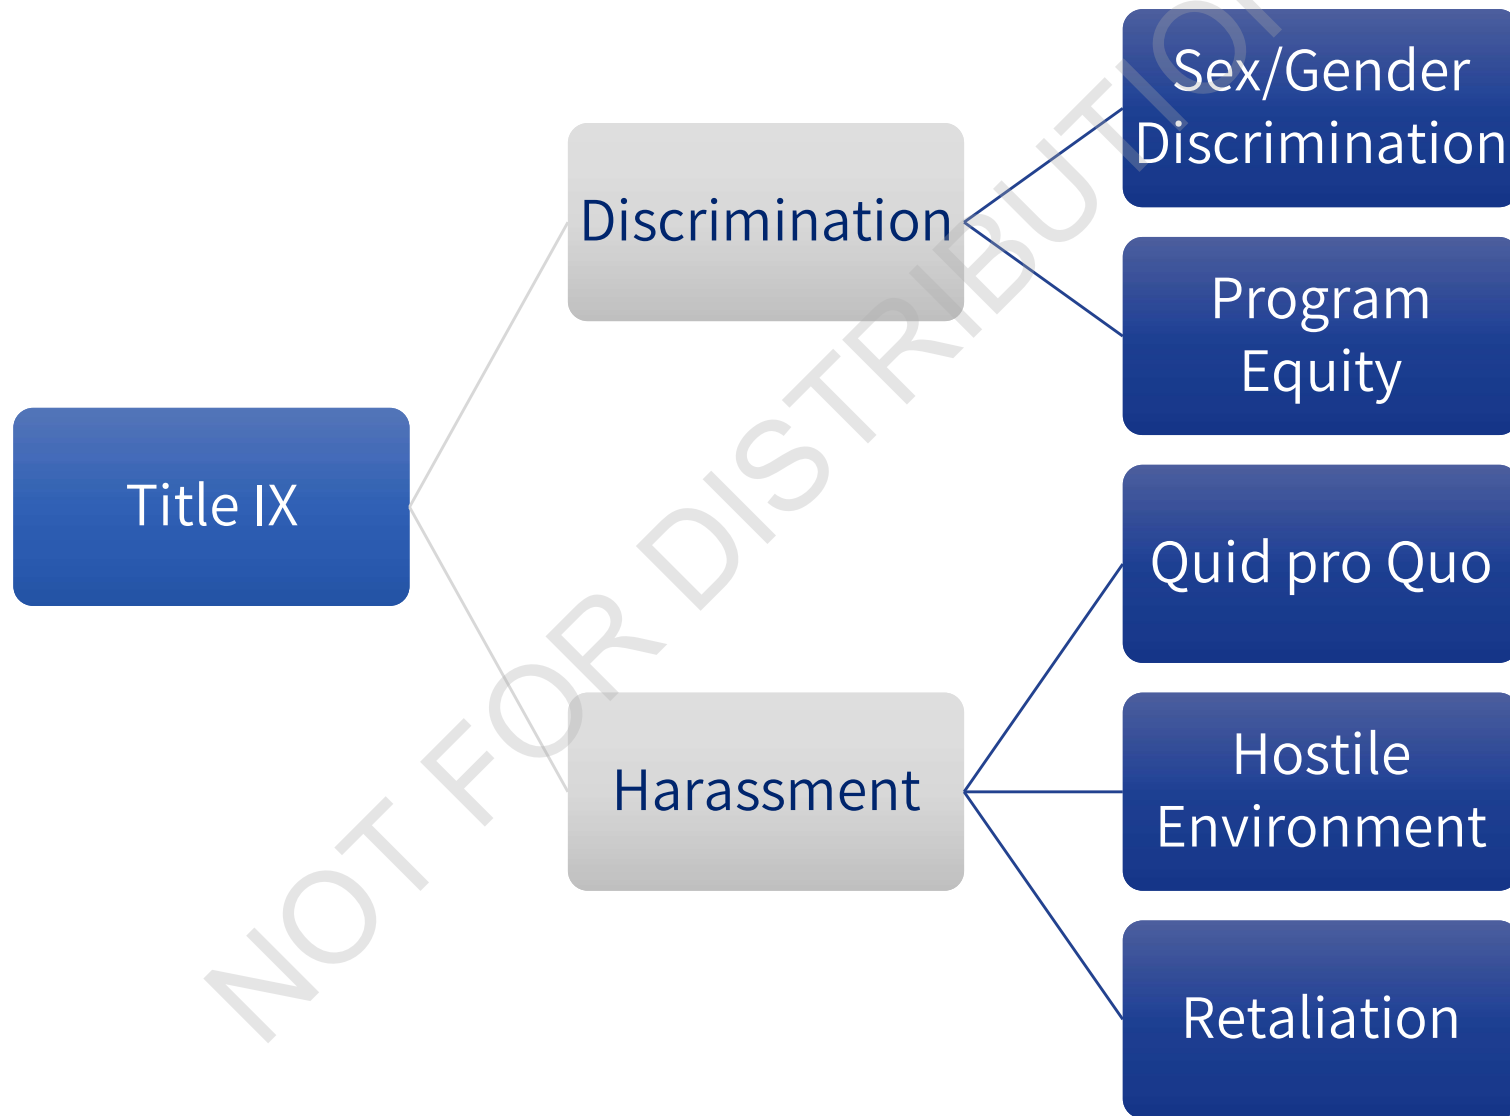 Title IX
Discrimination
Harassment
Sex/Gender
Discrimination
Program
Equity
Quid pro Quo
Hostile
Environment
Retaliation
NOT FOR DISTRIBUTION